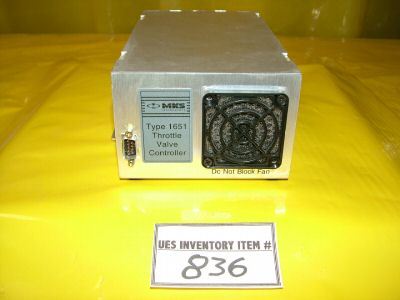 MKS
Type 1651
Throttle
Valve
Controller
Do Not Block Fan
UES INVENTORY ITEM #
836